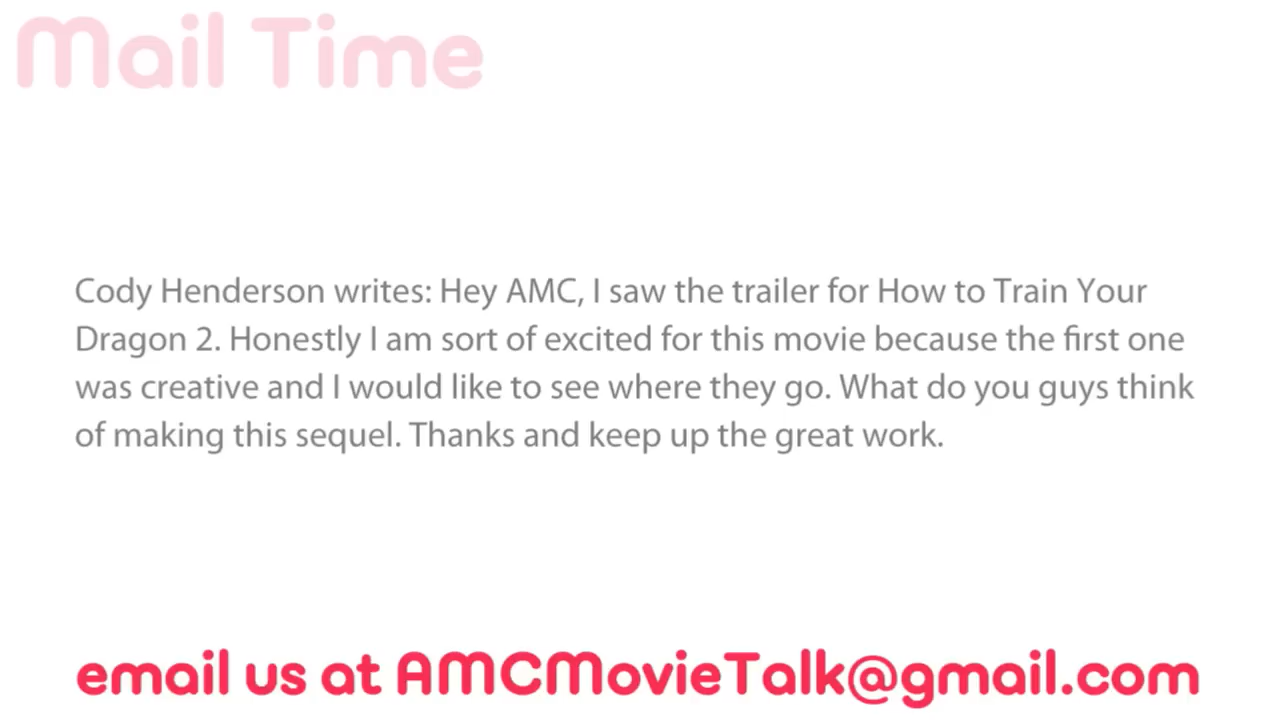 Mail Time
Cody Henderson writes: Hey AMC, I saw the trailer for How to Train Your
Dragon 2. Honestly I am sort of excited for this movie because the first one
was creative and I would like to see where they go. What do you guys think
of making this sequel. Thanks and keep up the great work.
email us at AMCMovieTalk@gmail.com